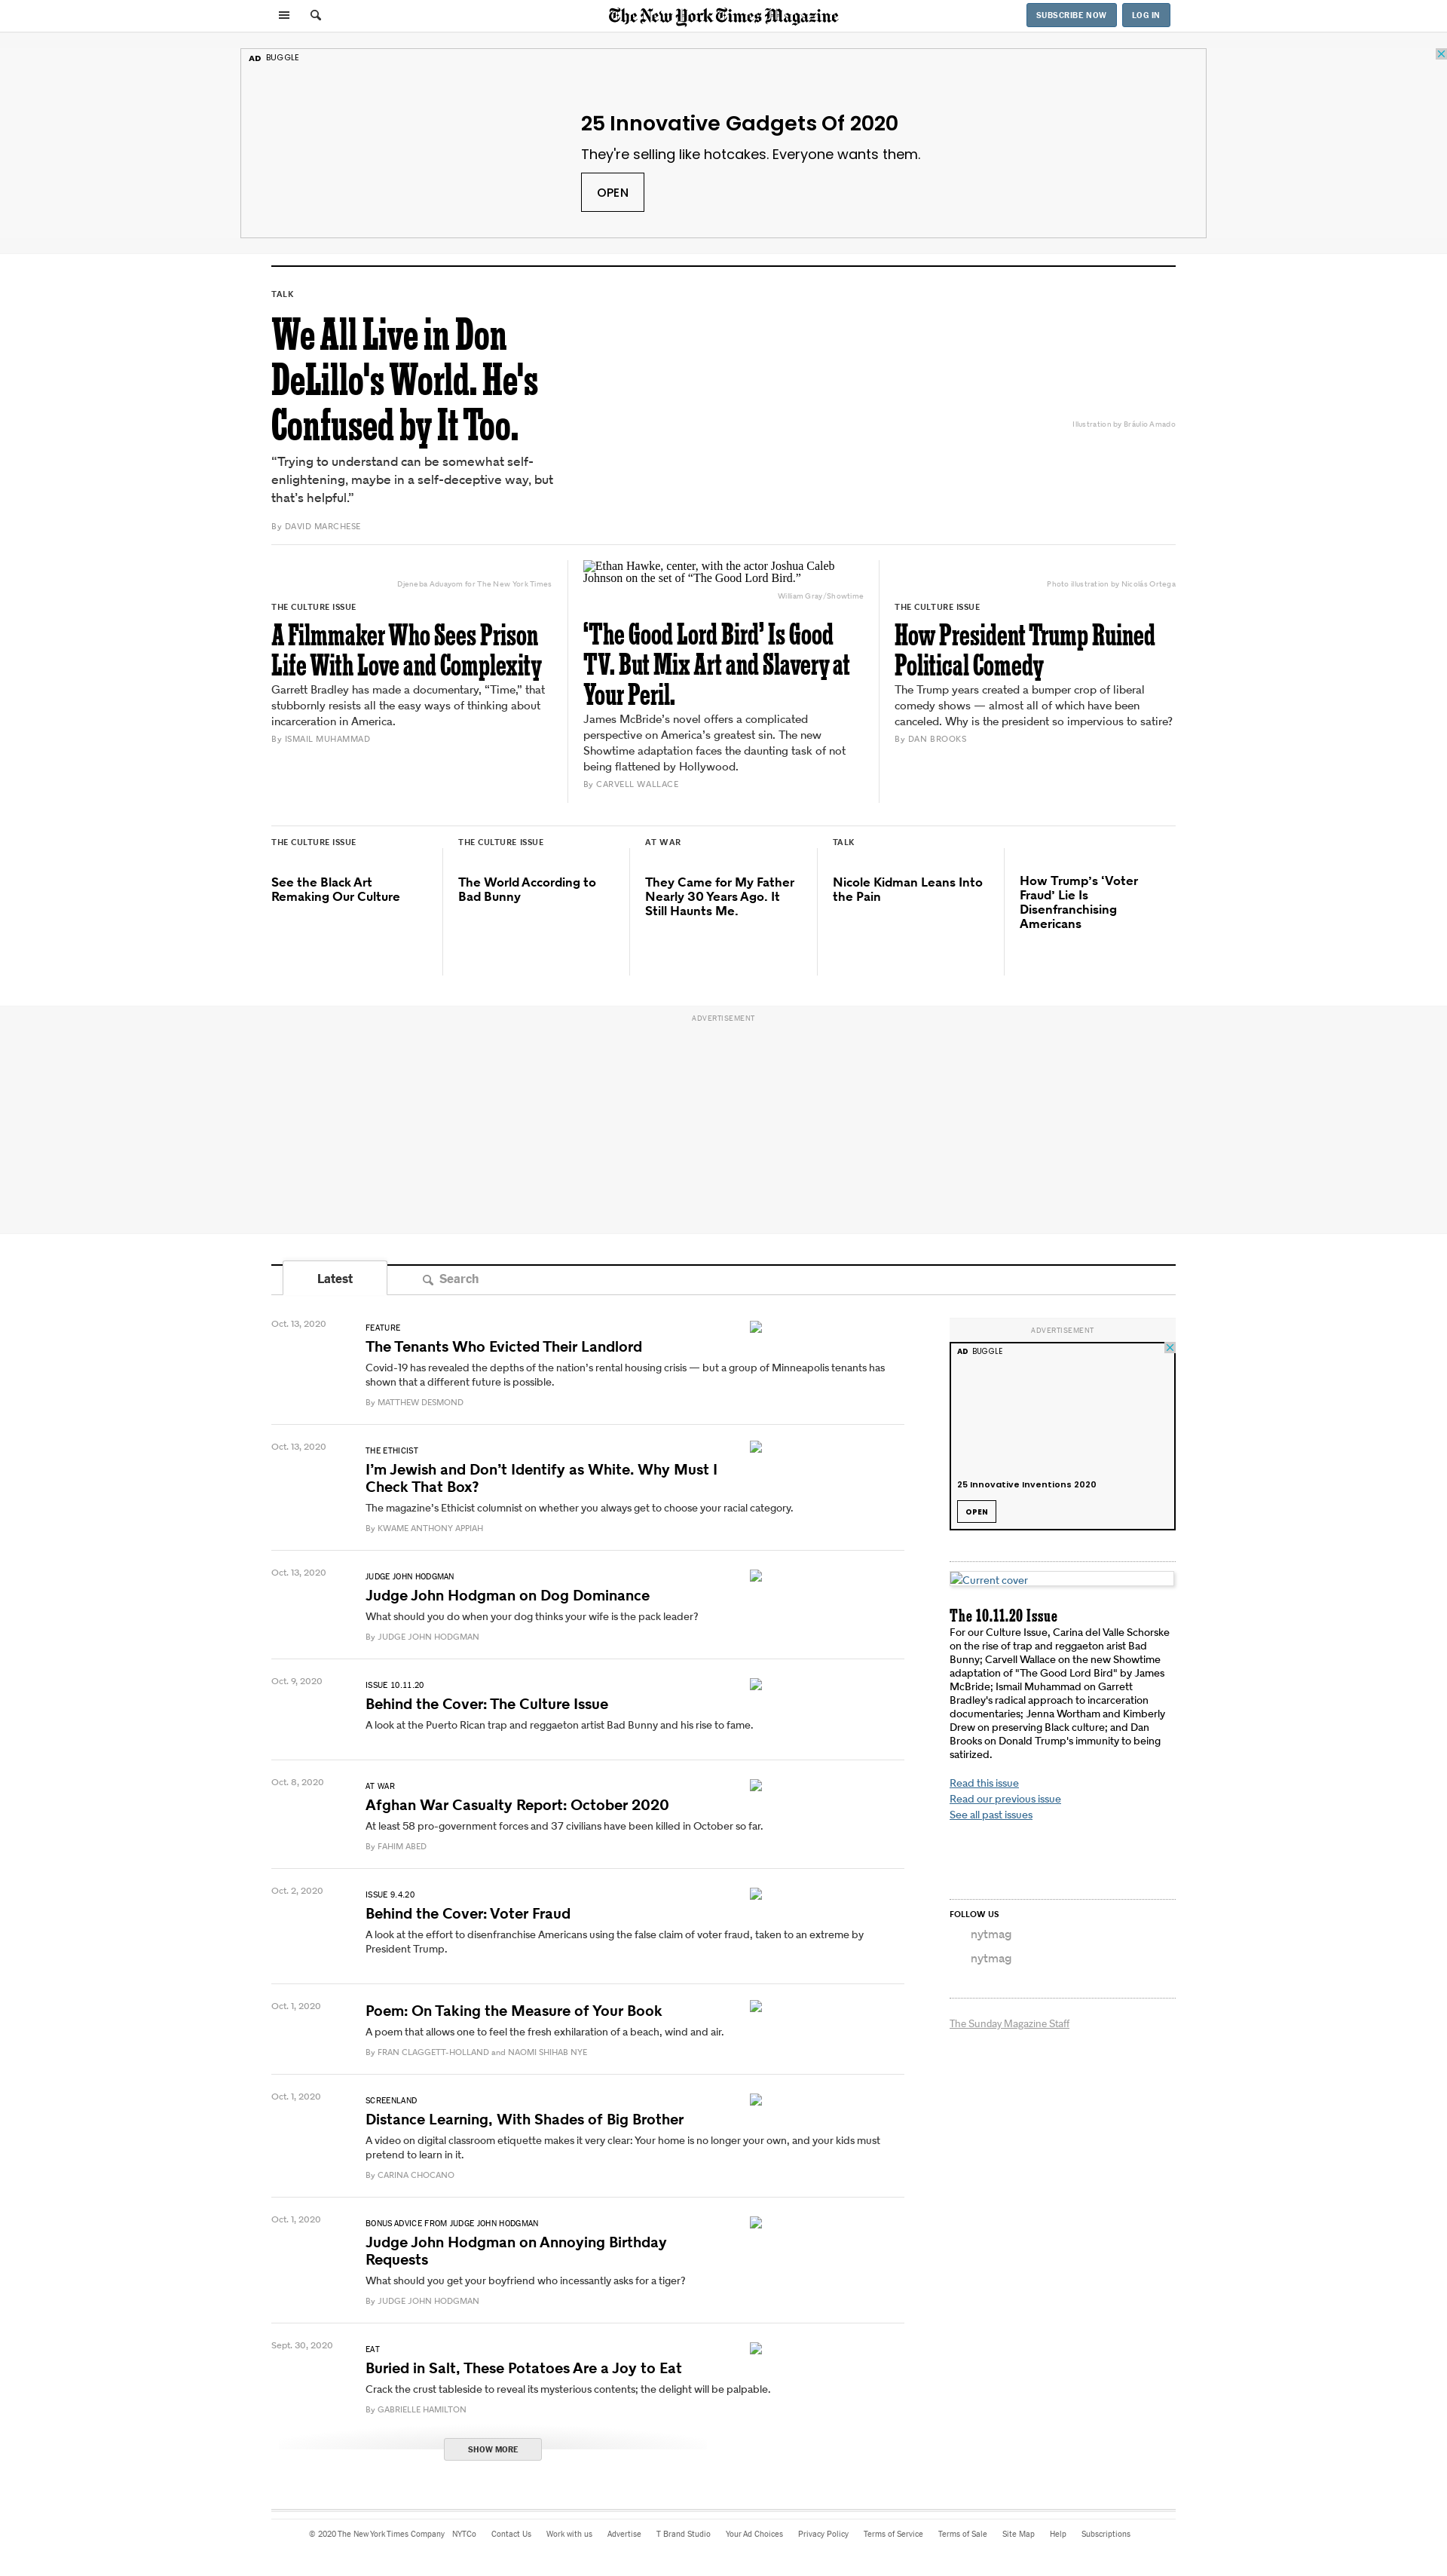 The New York Times Magazine
SUBSCRIBE NOW
LOG IN
AD BUGGLE
25 Innovative Gadgets Of 2020
They're selling like hotcakes. Everyone wants them.
OPEN
TALK
We All Live in Don
DeLillo's World. He's
Confused by It Too.
“Trying to understand can be somewhat self-
enlightening, maybe in a self-deceptive way, but
that’s helpful.”
By DAVID MARCHESE
Illustration by Bráulio Amado
Djeneba Aduayom for The New York Times
THE CULTURE ISSUE
A Filmmaker Who Sees Prison
Life With Love and Complexity
Garrett Bradley has made a documentary, “Time,” that
stubbornly resists all the easy ways of thinking about
incarceration in America.
By ISMAIL MUHAMMAD
Ethan Hawke, center, with the actor Joshua Caleb
Johnson on the set of “The Good Lord Bird.”
William Gray/Showtime
‘The Good Lord Bird’ Is Good
TV. But Mix Art and Slavery at
Your Peril.
James McBride’s novel offers a complicated
perspective on America’s greatest sin. The new
Showtime adaptation faces the daunting task of not
being flattened by Hollywood.
By CARVELL WALLACE
Photo illustration by Nicolás Ortega
THE CULTURE ISSUE
How President Trump Ruined
Political Comedy
The Trump years created a bumper crop of liberal
comedy shows — almost all of which have been
canceled. Why is the president so impervious to satire?
By DAN BROOKS
THE CULTURE ISSUE
See the Black Art
Remaking Our Culture
THE CULTURE ISSUE
The World According to
Bad Bunny
AT WAR
They Came for My Father
Nearly 30 Years Ago. It
Still Haunts Me.
TALK
Nicole Kidman Leans Into
the Pain
How Trump’s ‘Voter
Fraud’ Lie Is
Disenfranchising
Americans
ADVERTISEMENT
Latest
Search
Oct. 13, 2020
FEATURE
The Tenants Who Evicted Their Landlord
Covid-19 has revealed the depths of the nation’s rental housing crisis — but a group of Minneapolis tenants has
shown that a different future is possible.
By MATTHEW DESMOND
Oct. 13, 2020
THE ETHICIST
I’m Jewish and Don’t Identify as White. Why Must I
Check That Box?
The magazine’s Ethicist columnist on whether you always get to choose your racial category.
By KWAME ANTHONY APPIAH
Oct. 13, 2020
JUDGE JOHN HODGMAN
Judge John Hodgman on Dog Dominance
What should you do when your dog thinks your wife is the pack leader?
By JUDGE JOHN HODGMAN
Oct. 9, 2020
ISSUE 10.11.20
Behind the Cover: The Culture Issue
A look at the Puerto Rican trap and reggaeton artist Bad Bunny and his rise to fame.
Oct. 8, 2020
AT WAR
Afghan War Casualty Report: October 2020
At least 58 pro-government forces and 37 civilians have been killed in October so far.
By FAHIM ABED
Oct. 2, 2020
ISSUE 9.4.20
Behind the Cover: Voter Fraud
A look at the effort to disenfranchise Americans using the false claim of voter fraud, taken to an extreme by
President Trump.
Oct. 1, 2020
Poem: On Taking the Measure of Your Book
A poem that allows one to feel the fresh exhilaration of a beach, wind and air.
By FRAN CLAGGETT-HOLLAND and NAOMI SHIHAB NYE
Oct. 1, 2020
SCREENLAND
Distance Learning, With Shades of Big Brother
A video on digital classroom etiquette makes it very clear: Your home is no longer your own, and your kids must
pretend to learn in it.
By CARINA CHOCANO
Oct. 1, 2020
BONUS ADVICE FROM JUDGE JOHN HODGMAN
Judge John Hodgman on Annoying Birthday
Requests
What should you get your boyfriend who incessantly asks for a tiger?
By JUDGE JOHN HODGMAN
Sept. 30, 2020
EAT
Buried in Salt, These Potatoes Are a Joy to Eat
Crack the crust tableside to reveal its mysterious contents; the delight will be palpable.
By GABRIELLE HAMILTON
SHOW MORE
ADVERTISEMENT
AD BUGGLE
25 Innovative Inventions 2020
OPEN
Current cover
The 10.11.20 Issue
For our Culture Issue, Carina del Valle Schorske
on the rise of trap and reggaeton arist Bad
Bunny; Carvell Wallace on the new Showtime
adaptation of "The Good Lord Bird" by James
McBride; Ismail Muhammad on Garrett
Bradley's radical approach to incarceration
documentaries; Jenna Wortham and Kimberly
Drew on preserving Black culture; and Dan
Brooks on Donald Trump's immunity to being
satirized.
Read this issue
Read our previous issue
See all past issues
FOLLOW US
nytmag
nytmag
The Sunday Magazine Staff
© 2020 The New York Times Company NYTCo Contact Us Work with us Advertise T Brand Studio Your Ad Choices Privacy Policy Terms of Service Terms of Sale Site Map Help Subscriptions